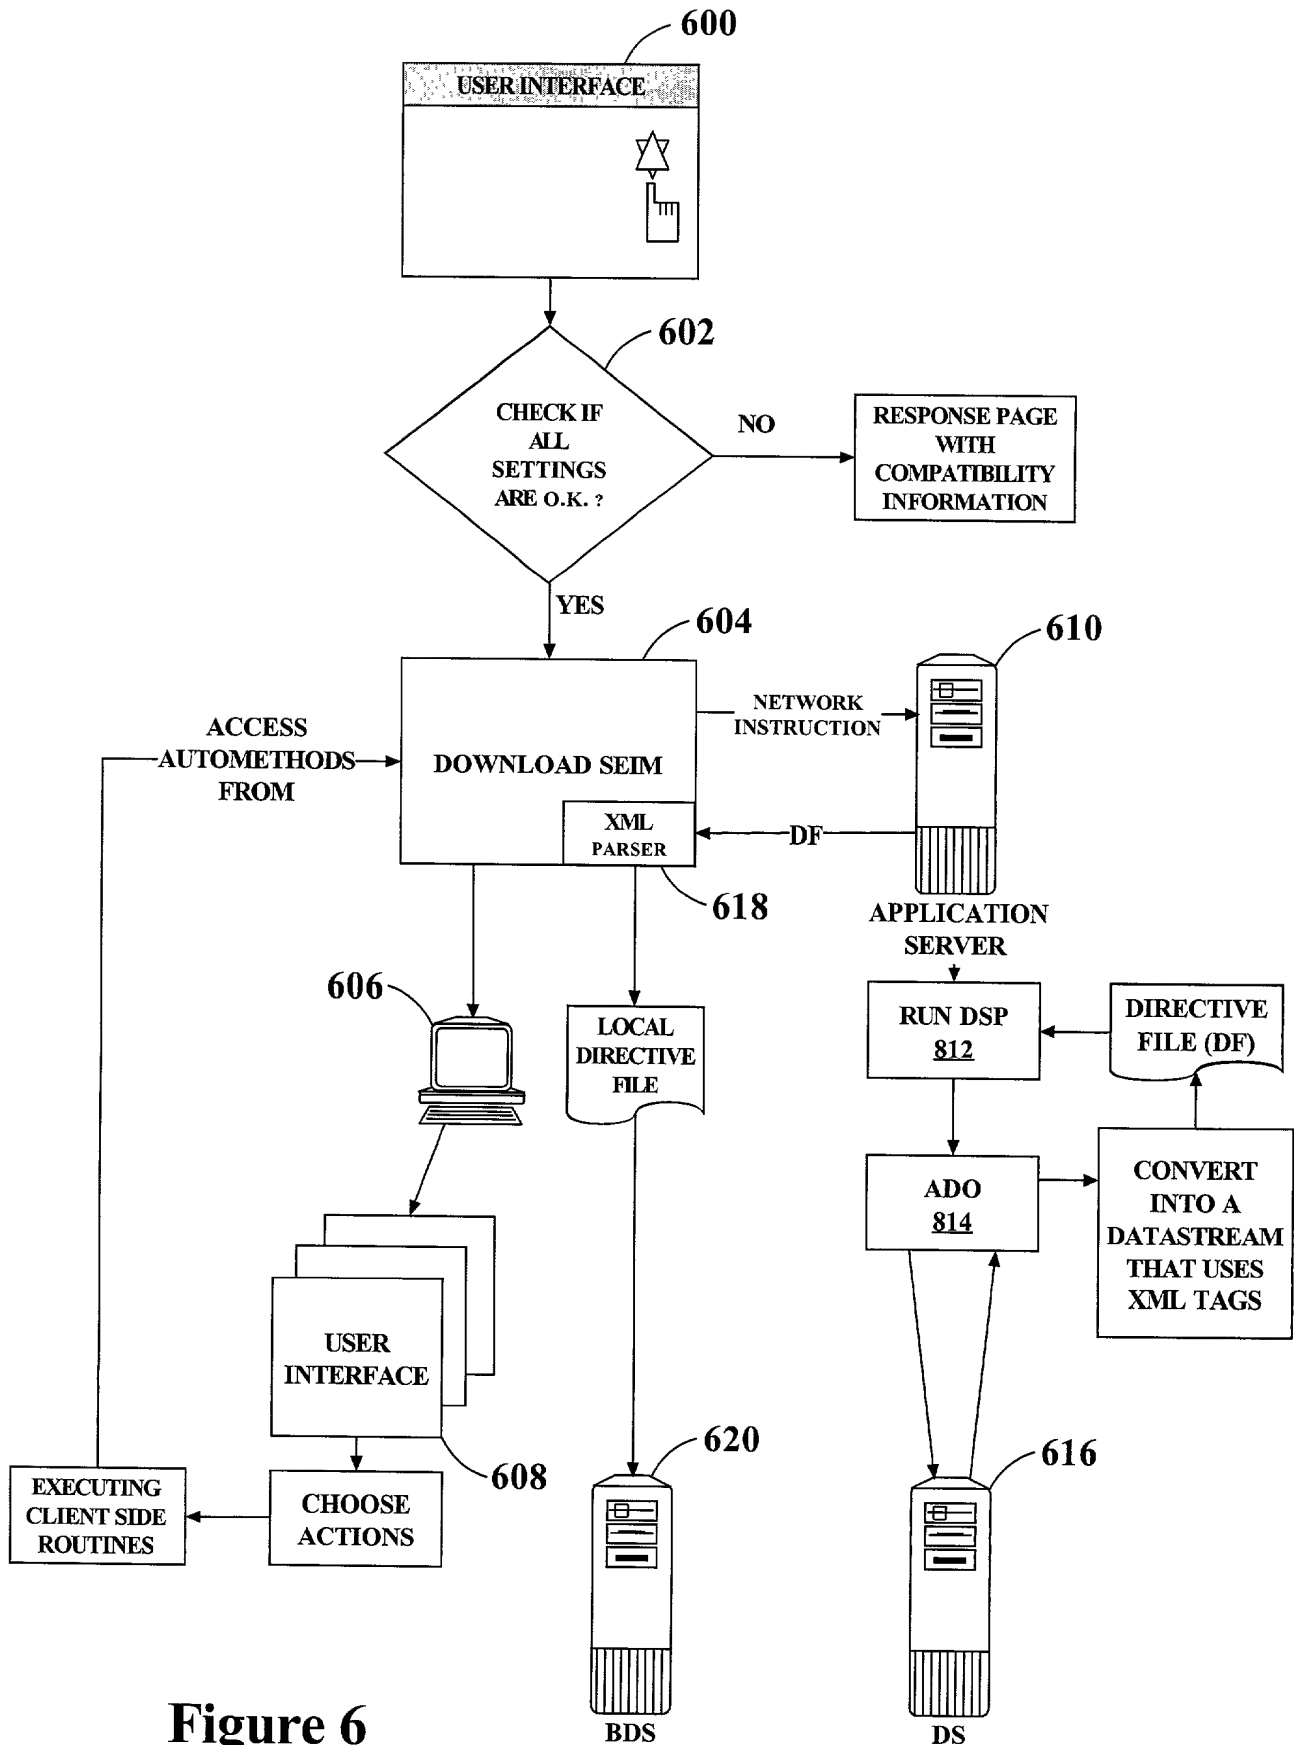 600
USER INTERFACE
602
CHECK IF
ALL
SETTINGS
ARE O.K. ?
NO
RESPONSE PAGE
WITH
COMPATIBILITY
INFORMATION
YES
604
610
ACCESS
AUTOMETHODS
FROM
DOWNLOAD SEIM
NETWORK
INSTRUCTION
XML
PARSER
DF
618
APPLICATION
SERVER
606
LOCAL
DIRECTIVE
FILE
RUN DSP
812
DIRECTIVE
FILE (DF)
ADO
814
CONVERT
INTO A
DATASTREAM
THAT USES
XML TAGS
USER
INTERFACE
608
620
616
EXECUTING
CLIENT SIDE
ROUTINES
CHOOSE
ACTIONS
Figure 6
BDS
DS